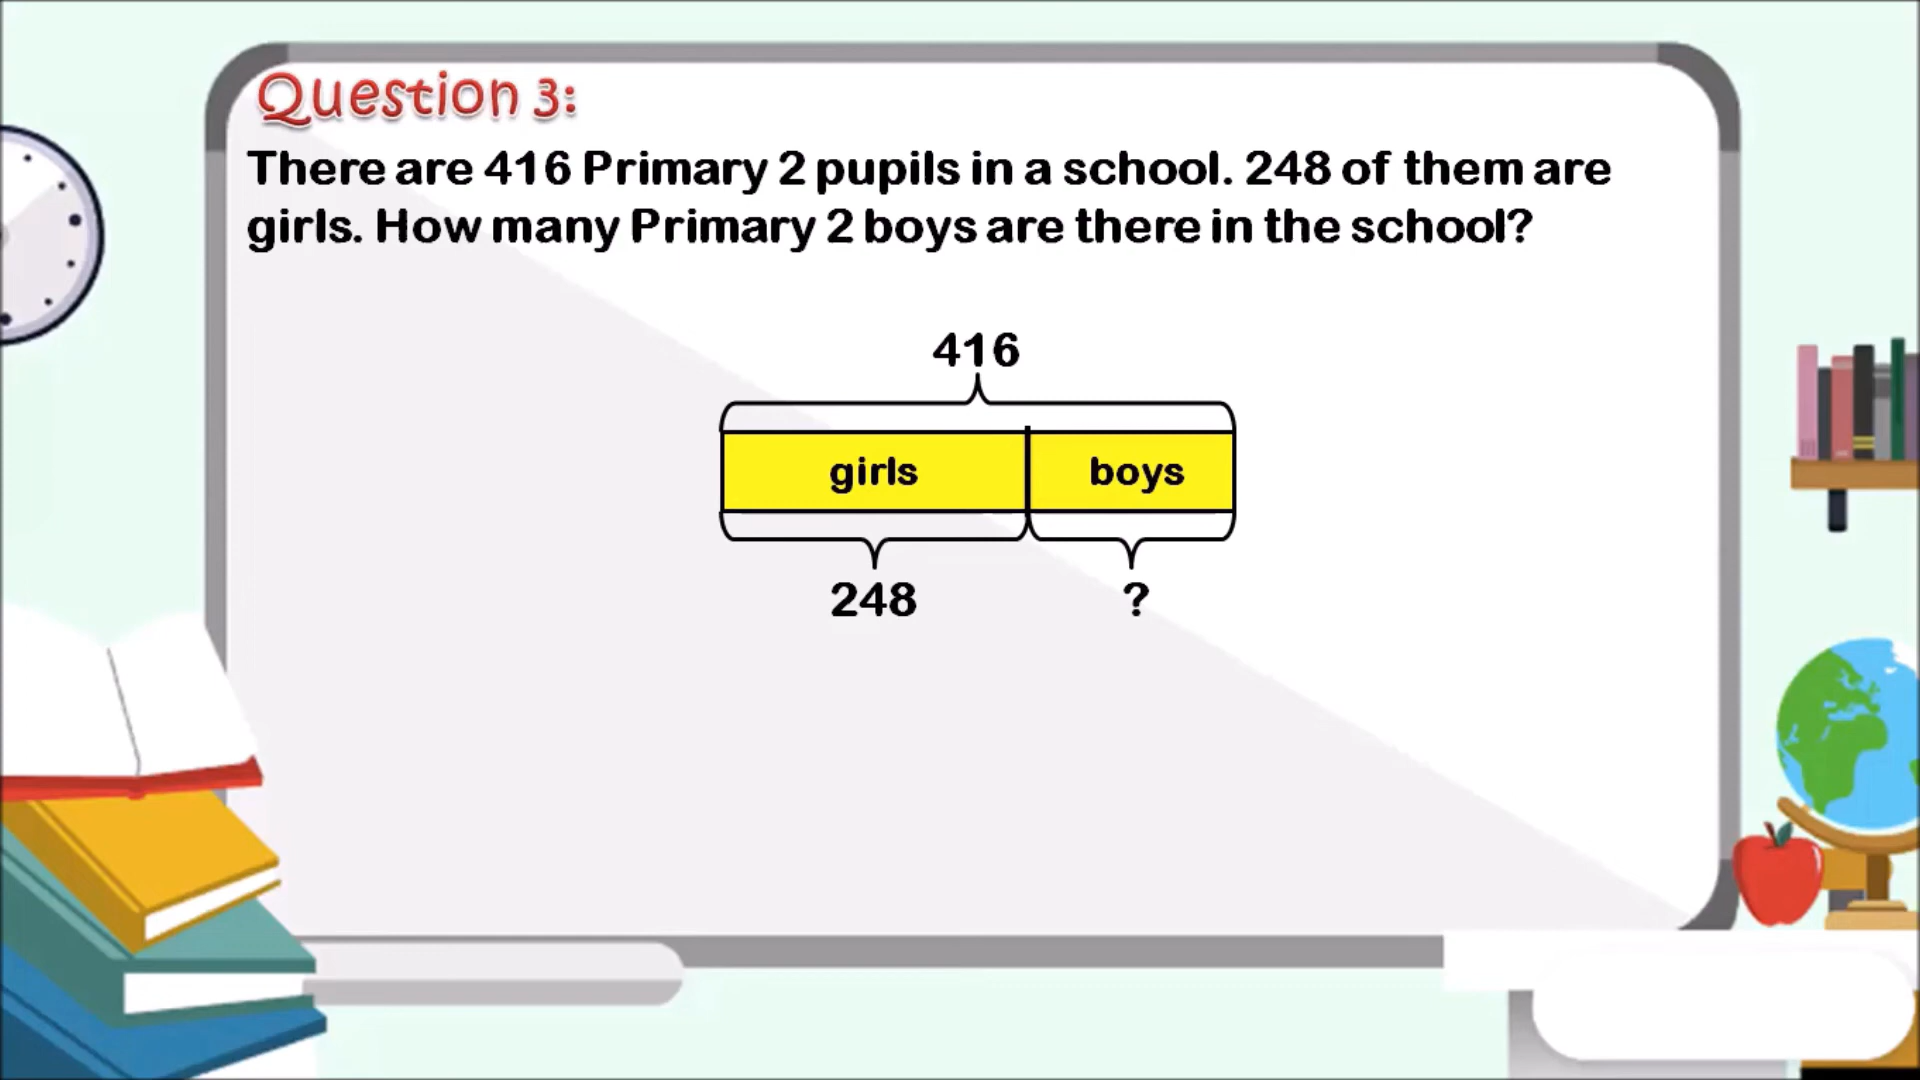 Question 3:
There are 416 Primary 2 pupils in a school. 248 of them are
girls. How many Primary 2 boys are there in the school?
416
girls boys
248 ?